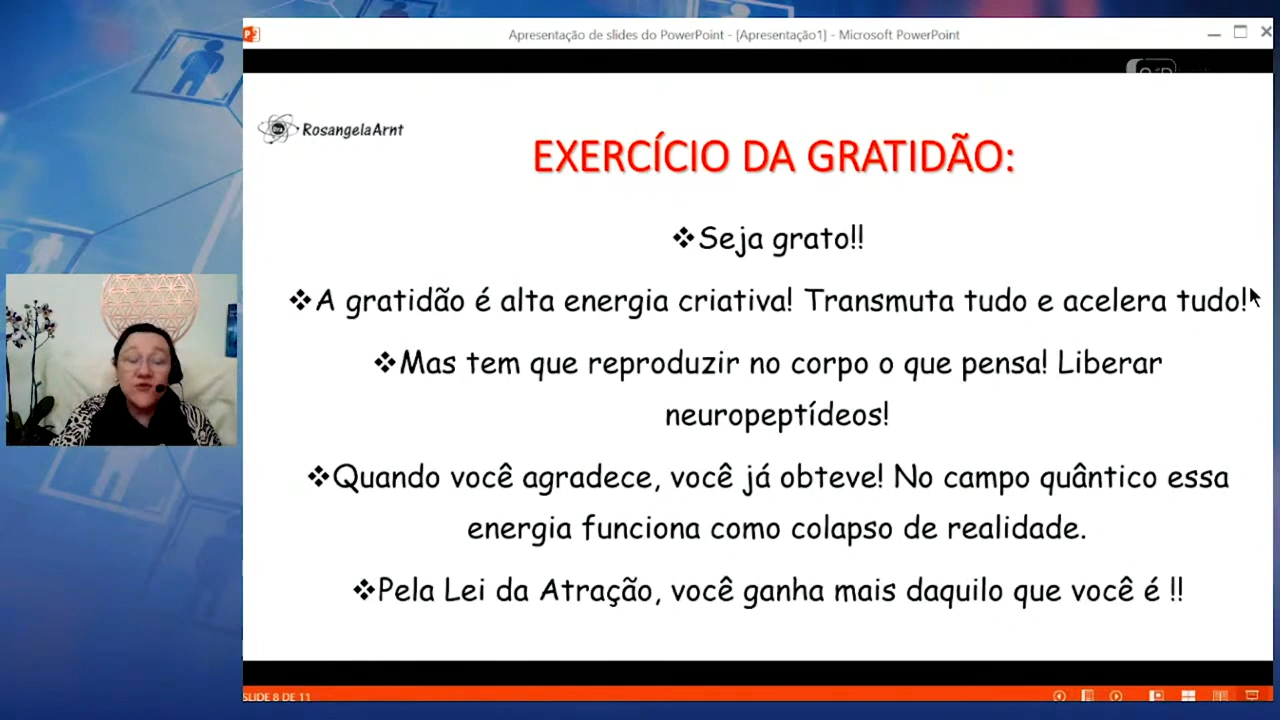 Apresentação de slides do PowerPoint - [Apresentação1] - Microsoft PowerPoint
RosangelaArnt
EXERCÍCIO DA GRATIDÃO:
❖Seja grato!!
❖A gratidão é alta energia criativa! Transmuta tudo e acelera tudo!
❖Mas tem que reproduzir no corpo o que pensa! Liberar
neuropeptídeos!
❖Quando você agradece, você já obteve! No campo quântico essa
energia funciona como colapso de realidade.
❖Pela Lei da Atração, você ganha mais daquilo que você é !!
SLIDE 8 DE 11